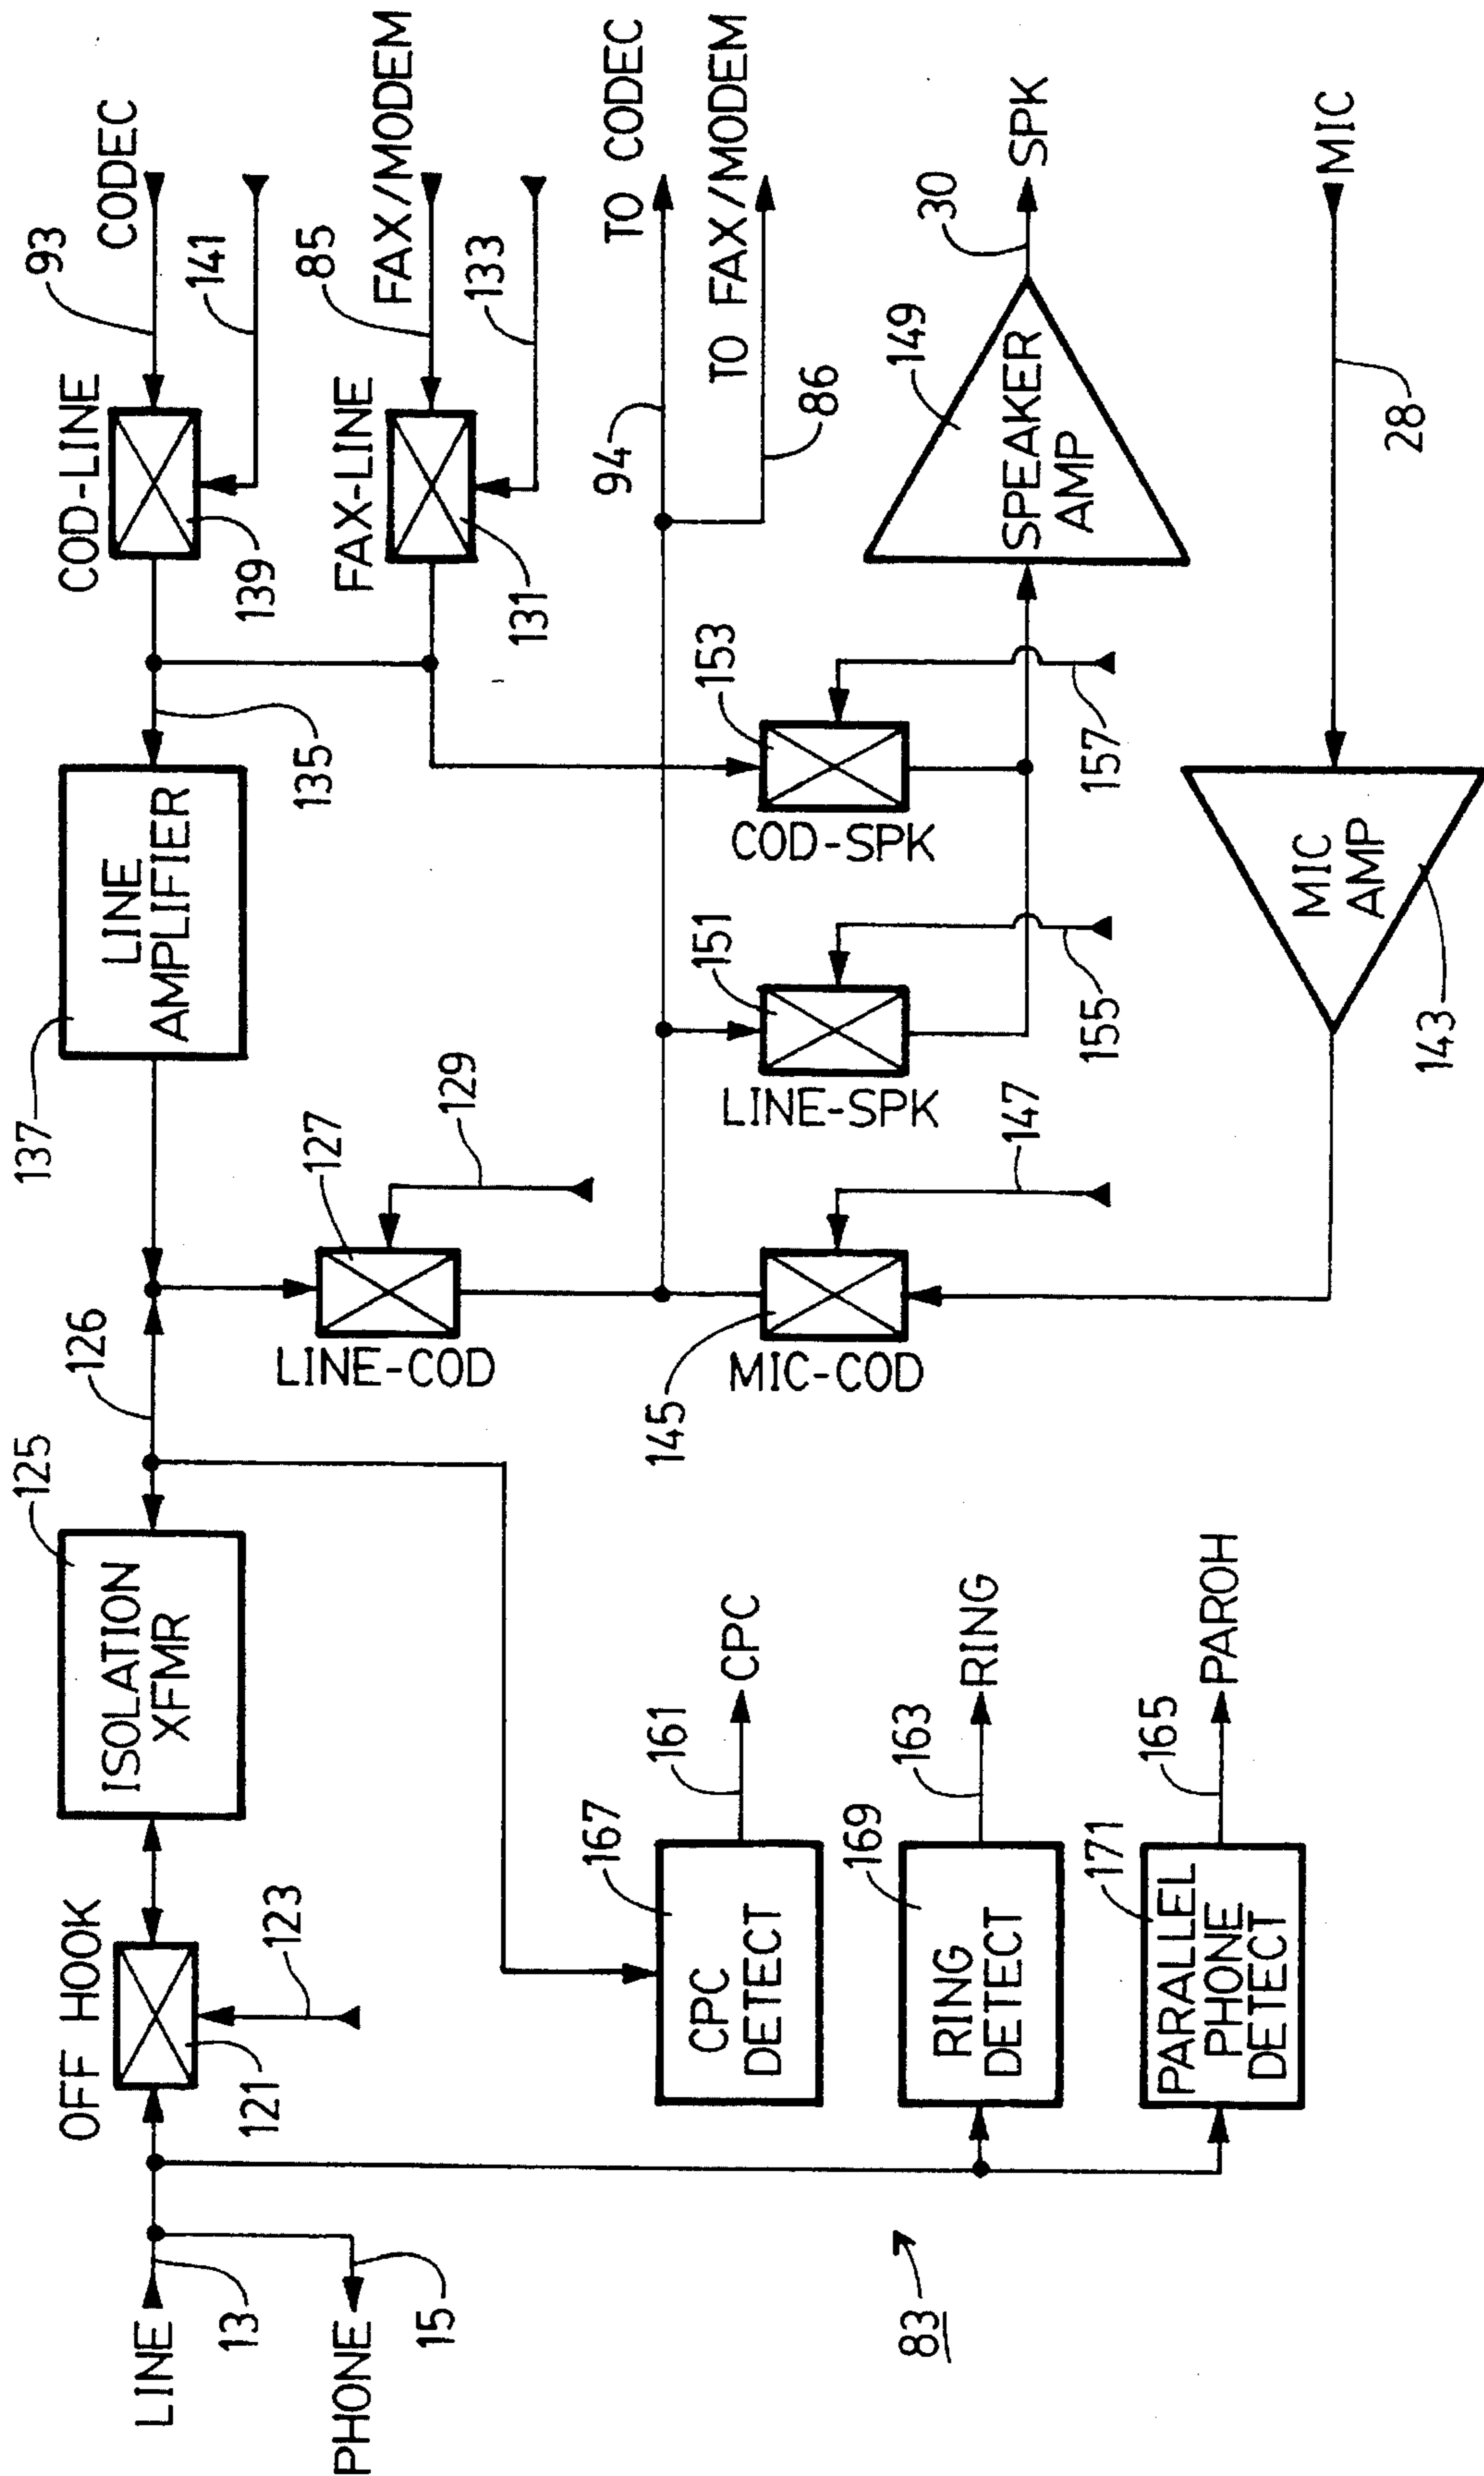 LINE
13
PHONE
15
OFF HOOK
121
123
ISOLATION
XFMR
125
126
LINE
AMPLIFIER
137
135
COD-LINE
139
93
CODEC
141
FAX-LINE
131
85
FAX/MODEM
133
LINE-COD
127
129
94
TO CODEC
TO FAX/MODEM
86
MIC-COD
145
147
LINE-SPK
151
155
COD-SPK
153
157
SPEAKER
AMP
149
30
SPK
MIC
AMP
143
28
MIC
CPC
DETECT
167
161
CPC
RING
DETECT
169
163
RING
PARALLEL
PHONE
DETECT
171
165
PAROH
83